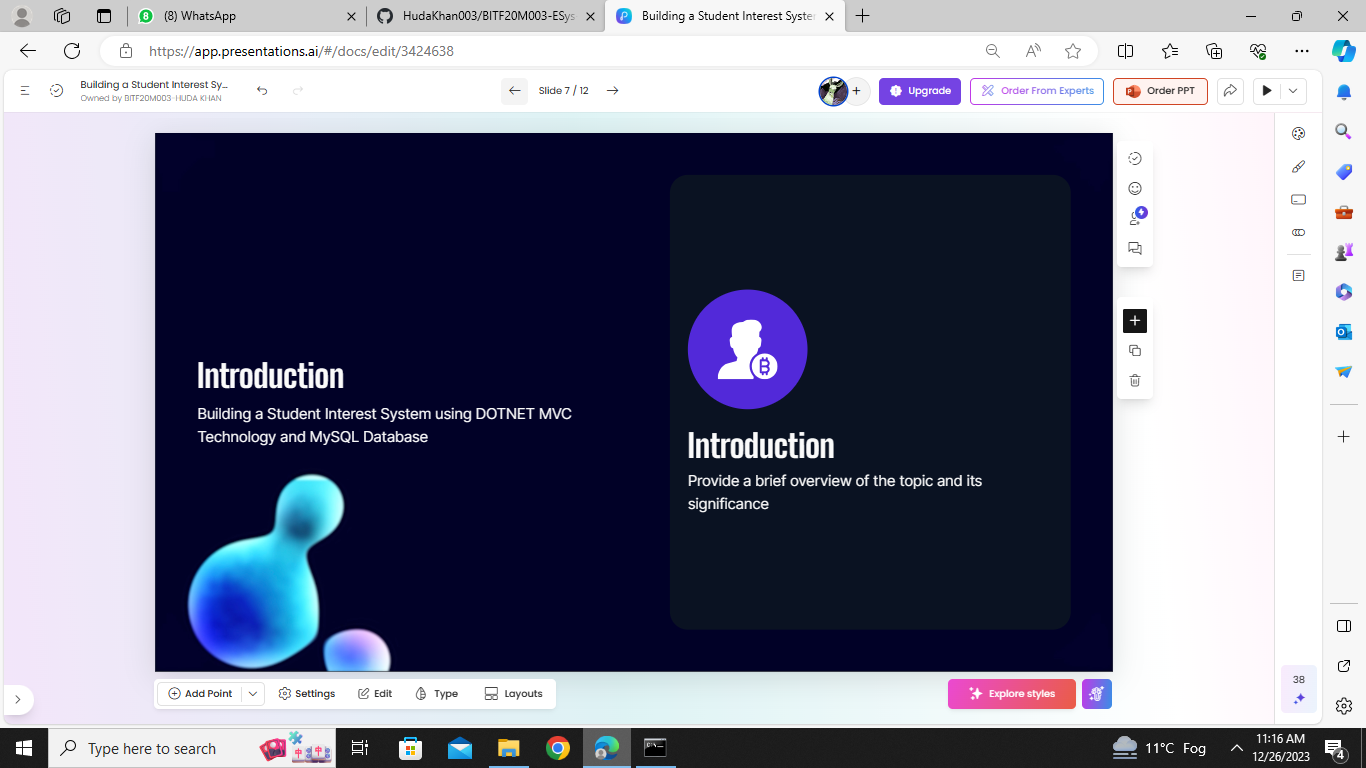 (8) WhatsApp
HudaKhan003/BITF20M003-ESys
Building a Student Interest Syster
https://app.presentations.ai/#/docs/edit/3424638
Building a Student Interest Sy...
Owned by BITF20M003-HUDA KHAN
Slide 7 / 12
Upgrade
Order From Experts
Order PPT
Introduction
Building a Student Interest System using DOTNET MVC
Technology and MySQL Database
Introduction
Provide a brief overview of the topic and its
significance
Add Point
Settings
Edit
Type
Layouts
Explore styles
38
Type here to search
11°C Fog
11:16 AM
12/26/2023
4